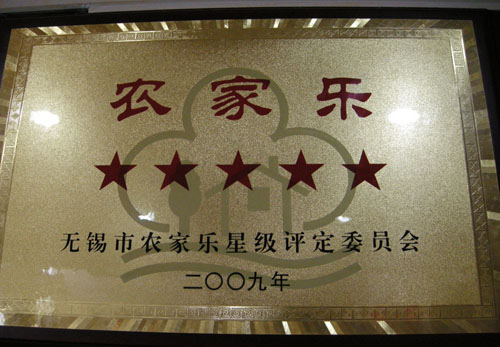 农家乐
★★★★★
无锡市农家乐星级评定委员会
二〇〇九年